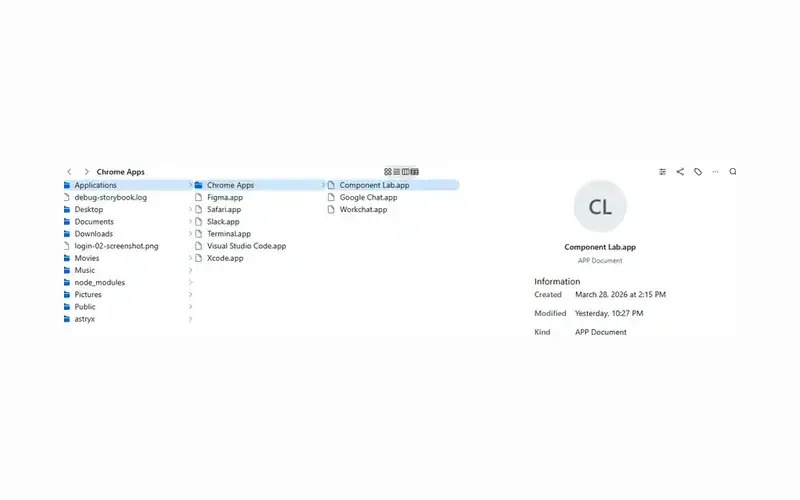 Chrome Apps
Applications
debug-storybook.log
Desktop
Documents
Downloads
login-02-screenshot.png
Movies
Music
node_modules
Pictures
Public
astryx
Chrome Apps
Figma.app
Safari.app
Slack.app
Terminal.app
Visual Studio Code.app
Xcode.app
Component Lab.app
Google Chat.app
Workchat.app
CL
Component Lab.app
APP Document
Information
Created March 28, 2026 at 2:15 PM
Modified Yesterday, 10:27 PM
Kind APP Document